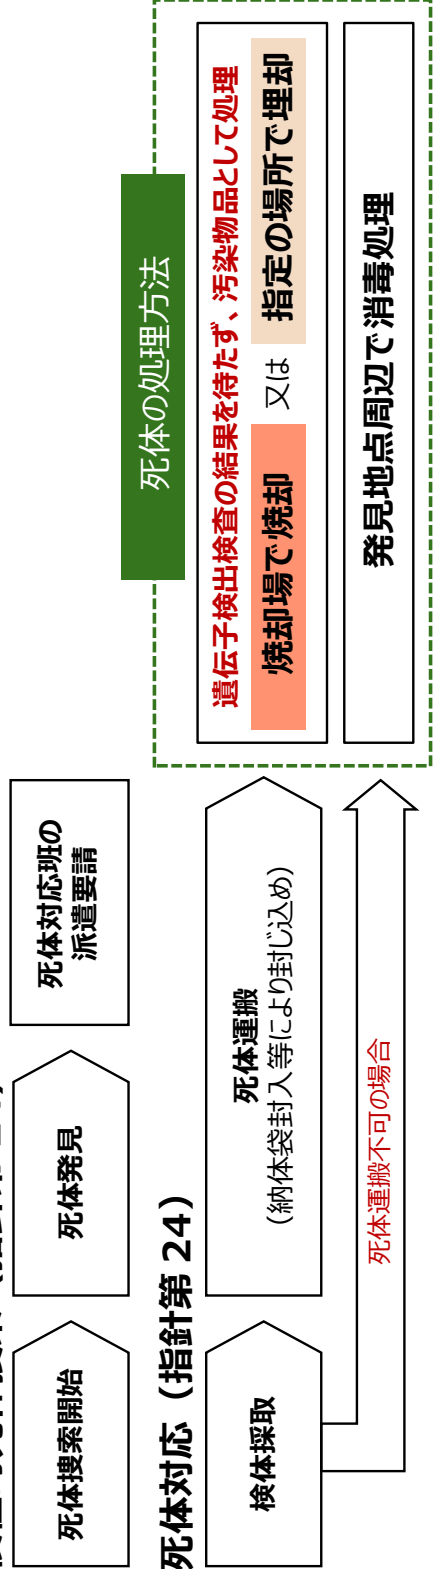 死体捜索開始
死体発見
死体対応班の
派遣要請
死体対応（指針第 24）
検体採取
死体運搬
（納体袋封入等により封じ込め）
死体運搬不可の場合
死体の処理方法
遺伝子検出検査の結果を待たず、汚染物品として処理
焼却場で焼却 又は 指定の場所で埋却
発見地点周辺で消毒処理